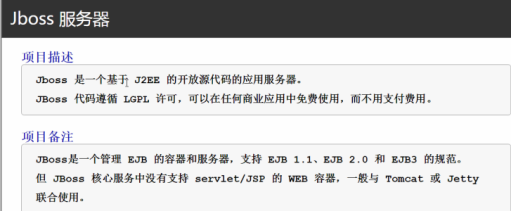 Jboss 服务器
项目描述
Jboss 是一个基于 J2EE 的开放源代码的应用服务器。
JBoss 代码遵循 LGPL 许可，可以在任何商业应用中免费使用，而不用支付费用。
项目备注
JBoss是一个管理 EJB 的容器和服务器，支持 EJB 1.1、EJB 2.0 和 EJB3 的规范。
但 JBoss 核心服务中没有支持 servlet/JSP 的 WEB 容器，一般与 Tomcat 或 Jetty
联合使用。